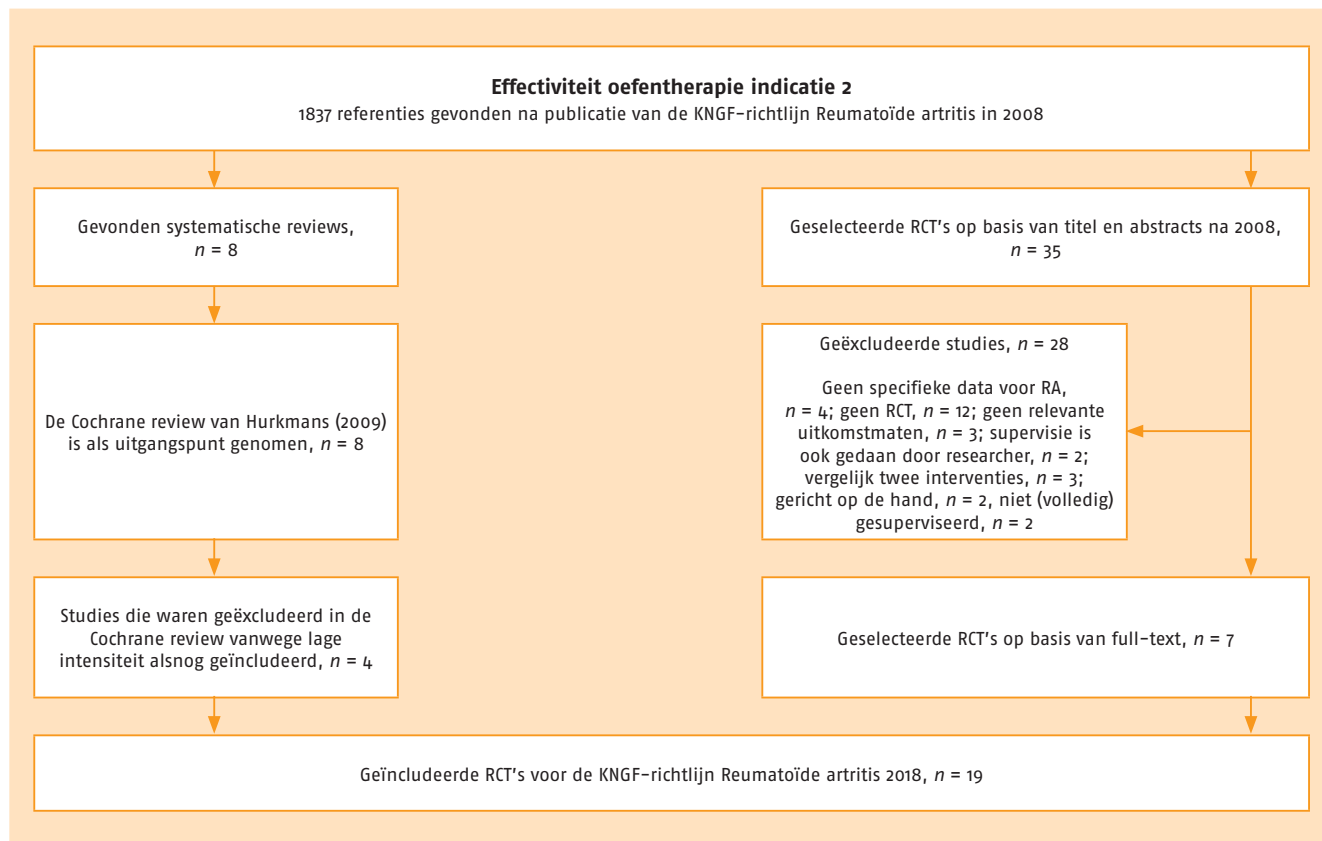 Effectiviteit oefentherapie indicatie 2
1837 referenties gevonden na publicatie van de KNGF-richtlijn Reumatoïde artritis in 2008
Gevonden systematische reviews,
n = 8
De Cochrane review van Hurkmans (2009)
is als uitgangspunt genomen, n = 8
Studies die waren geëxcludeerd in de
Cochrane review vanwege lage
intensiteit alsnog geïncludeerd, n = 4
Geselecteerde RCT's op basis van titel en abstracts na 2008,
n = 35
Geëxcludeerde studies, n = 28
Geen specifieke data voor RA,
n = 4; geen RCT, n = 12; geen relevante
uitkomstmaten, n = 3; supervisie is
ook gedaan door researcher, n = 2;
vergelijk twee interventies, n = 3;
gericht op de hand, n = 2, niet (volledig)
gesuperviseerd, n = 2
Geselecteerde RCT's op basis van full-text, n = 7
Geïncludeerde RCT's voor de KNGF-richtlijn Reumatoïde artritis 2018, n = 19